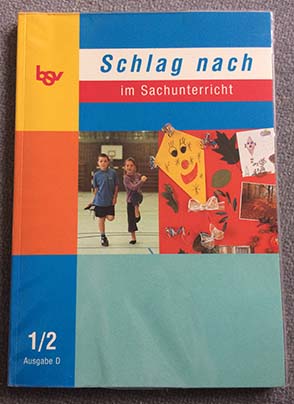 bsv
Schlag nach
im Sachunterricht
1/2
Ausgabe D